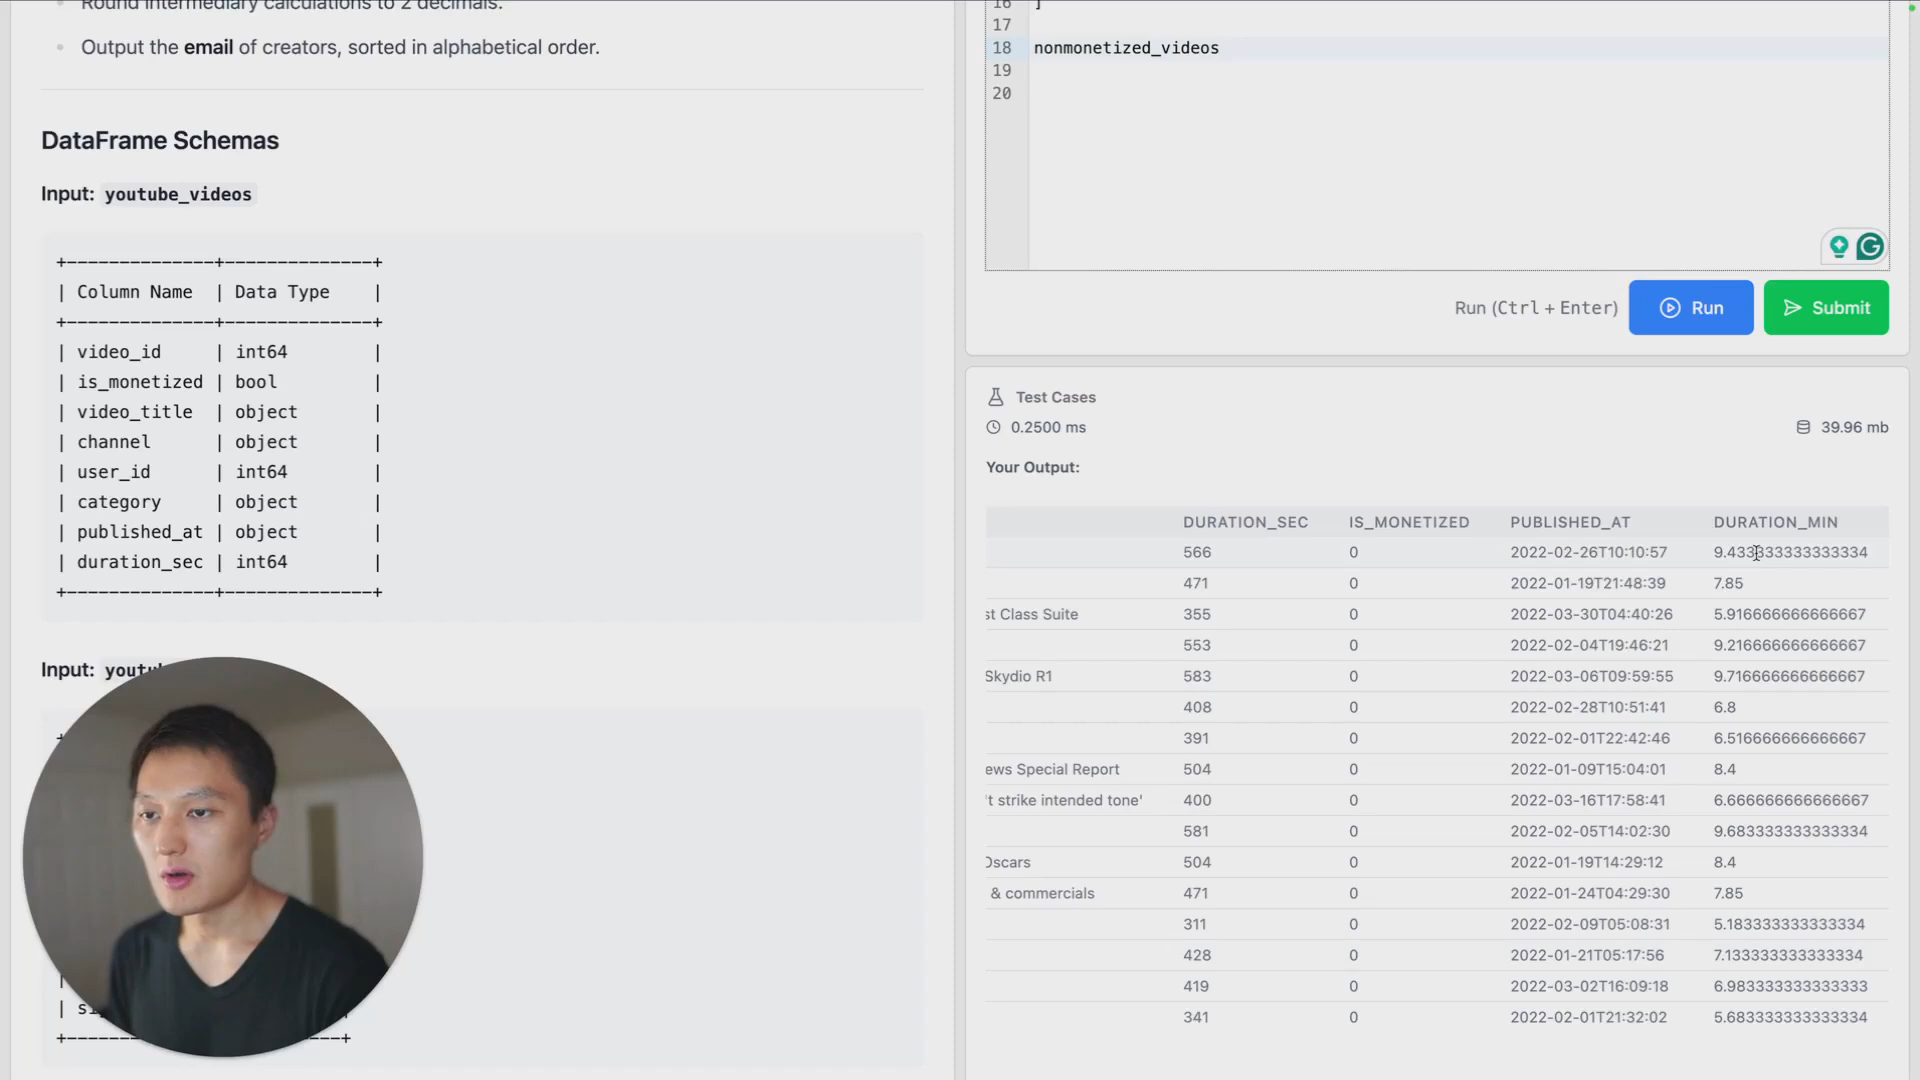 Round intermediary calculations to 2 decimals.
Output the email of creators, sorted in alphabetical order.
DataFrame Schemas
Input: youtube_videos
+--------------+--------------+
| Column Name | Data Type |
+--------------+--------------+
| video_id | int64 |
| is_monetized | bool |
| video_title | object |
| channel | object |
| user_id | int64 |
| category | object |
| published_at | object |
| duration_sec | int64 |
+--------------+--------------+
Input:
16 ]
17
18 nonmonetized_videos
19
20
Run (Ctrl + Enter) Run Submit
Test Cases
0.2500 ms 39.96 mb
Your Output:
DURATION_SEC IS_MONETIZED PUBLISHED_AT DURATION_MIN
566 0 2022-02-26T10:10:57 9.433333333333334
471 0 2022-01-19T21:48:39 7.85
st Class Suite 355 0 2022-03-30T04:40:26 5.916666666666667
553 0 2022-02-04T19:46:21 9.216666666666667
Skydio R1 583 0 2022-03-06T09:59:55 9.716666666666667
408 0 2022-02-28T10:51:41 6.8
391 0 2022-02-01T22:42:46 6.516666666666667
ews Special Report 504 0 2022-01-09T15:04:01 8.4
't strike intended tone' 400 0 2022-03-16T17:58:41 6.666666666666667
581 0 2022-02-05T14:02:30 9.683333333333334
Oscars 504 0 2022-01-19T14:29:12 8.4
& commercials 471 0 2022-01-24T04:29:30 7.85
311 0 2022-02-09T05:08:31 5.183333333333334
428 0 2022-01-21T05:17:56 7.133333333333334
419 0 2022-03-02T16:09:18 6.983333333333333
341 0 2022-02-01T21:32:02 5.683333333333334